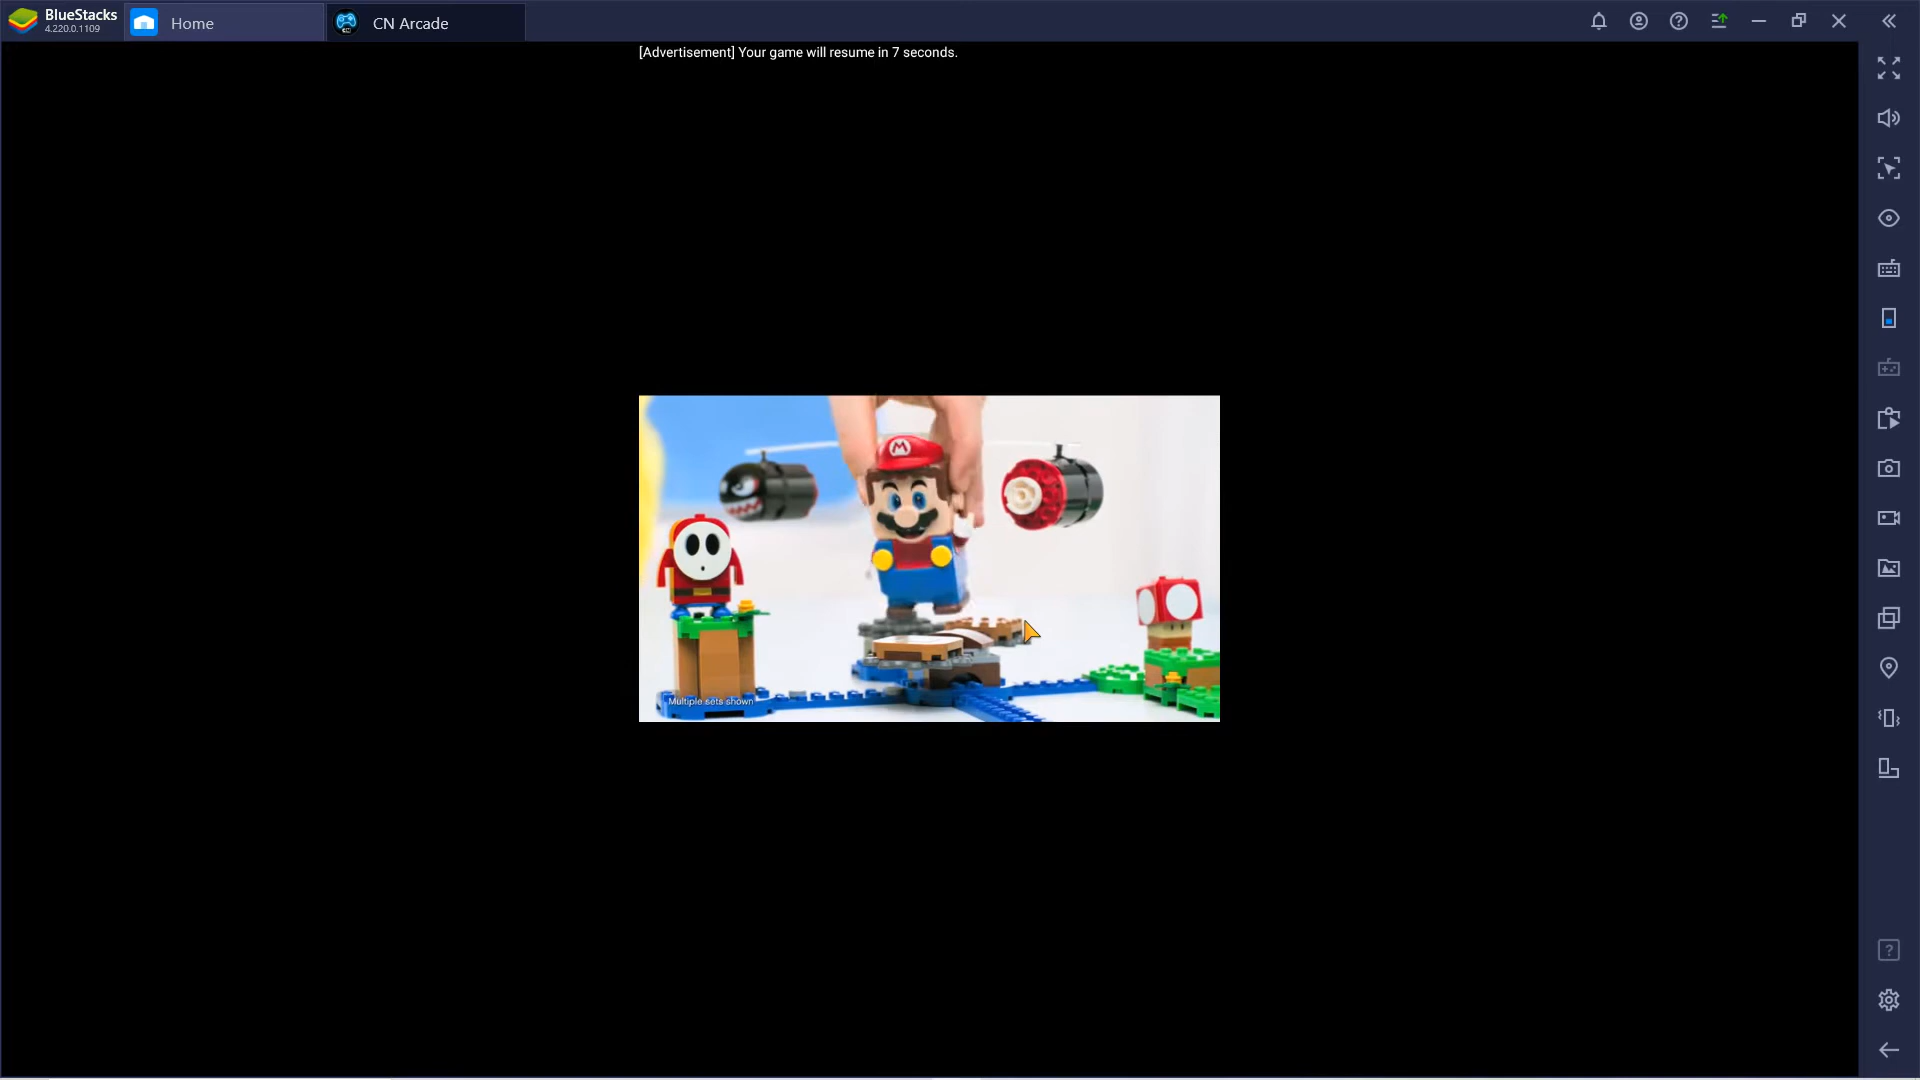 BlueStacks
4.220.0.1109
Home
CN Arcade
[Advertisement] Your game will resume in 7 seconds.
M
Multiple sets shown